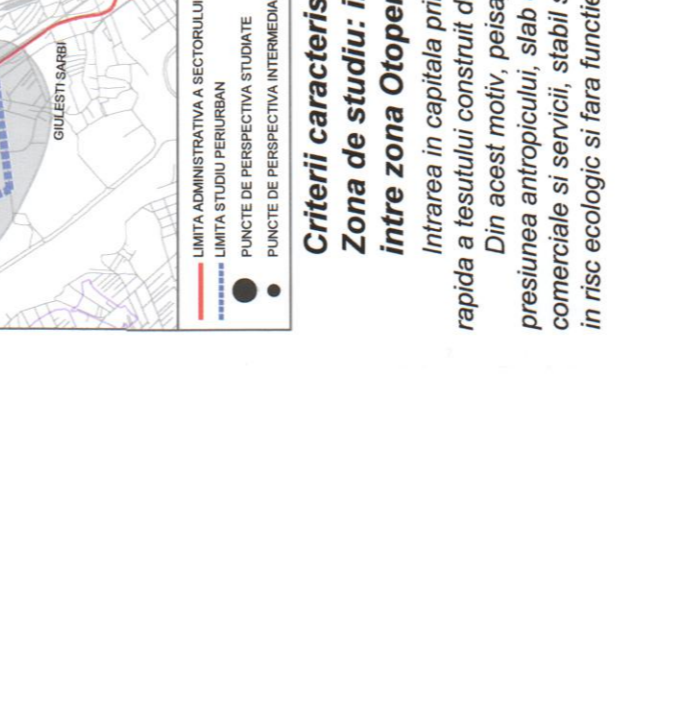 GIULESTI SARBI
LIMITA ADMINISTRATIVA A SECTORULUI
LIMITA STUDIU PERIURBAN
PUNCTE DE PERSPECTIVA STUDIATE
PUNCTE DE PERSPECTIVA INTERMEDIA
Criterii caracteris
Zona de studiu: i
intre zona Otoper
Intrarea in capitala pri
rapida a tesutului construit d
Din acest motiv, peisa
presiunea antropicului, slab
comerciale si servicii, stabil s
in risc ecologic si fara functie